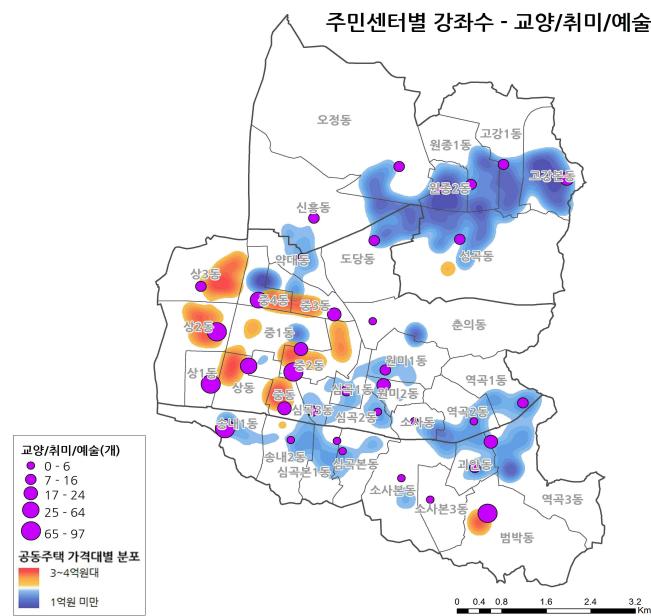 주민센터별 강좌수 - 교양/취미/예술
오정동
원종1동
고강1동
고강본동
원종2동
신흥동
약대동
도당동
성곡동
상3동
중4동
중3동
상2동
중1동
춘의동
중2동
원미1동
상1동
상동
중동
심곡1동
원미2동
역곡1동
심곡3동
심곡2동
소사동
역곡2동
송내1동
송내2동
심곡본1동
심곡본동
괴안동
소사본동
소사본3동
역곡3동
범박동
교양/취미/예술(개)
0 - 6
7 - 16
17 - 24
25 - 64
65 - 97
공동주택 가격대별 분포
3~4억원대
1억원 미만
0 0.4 0.8 1.6 2.4 3.2
Km